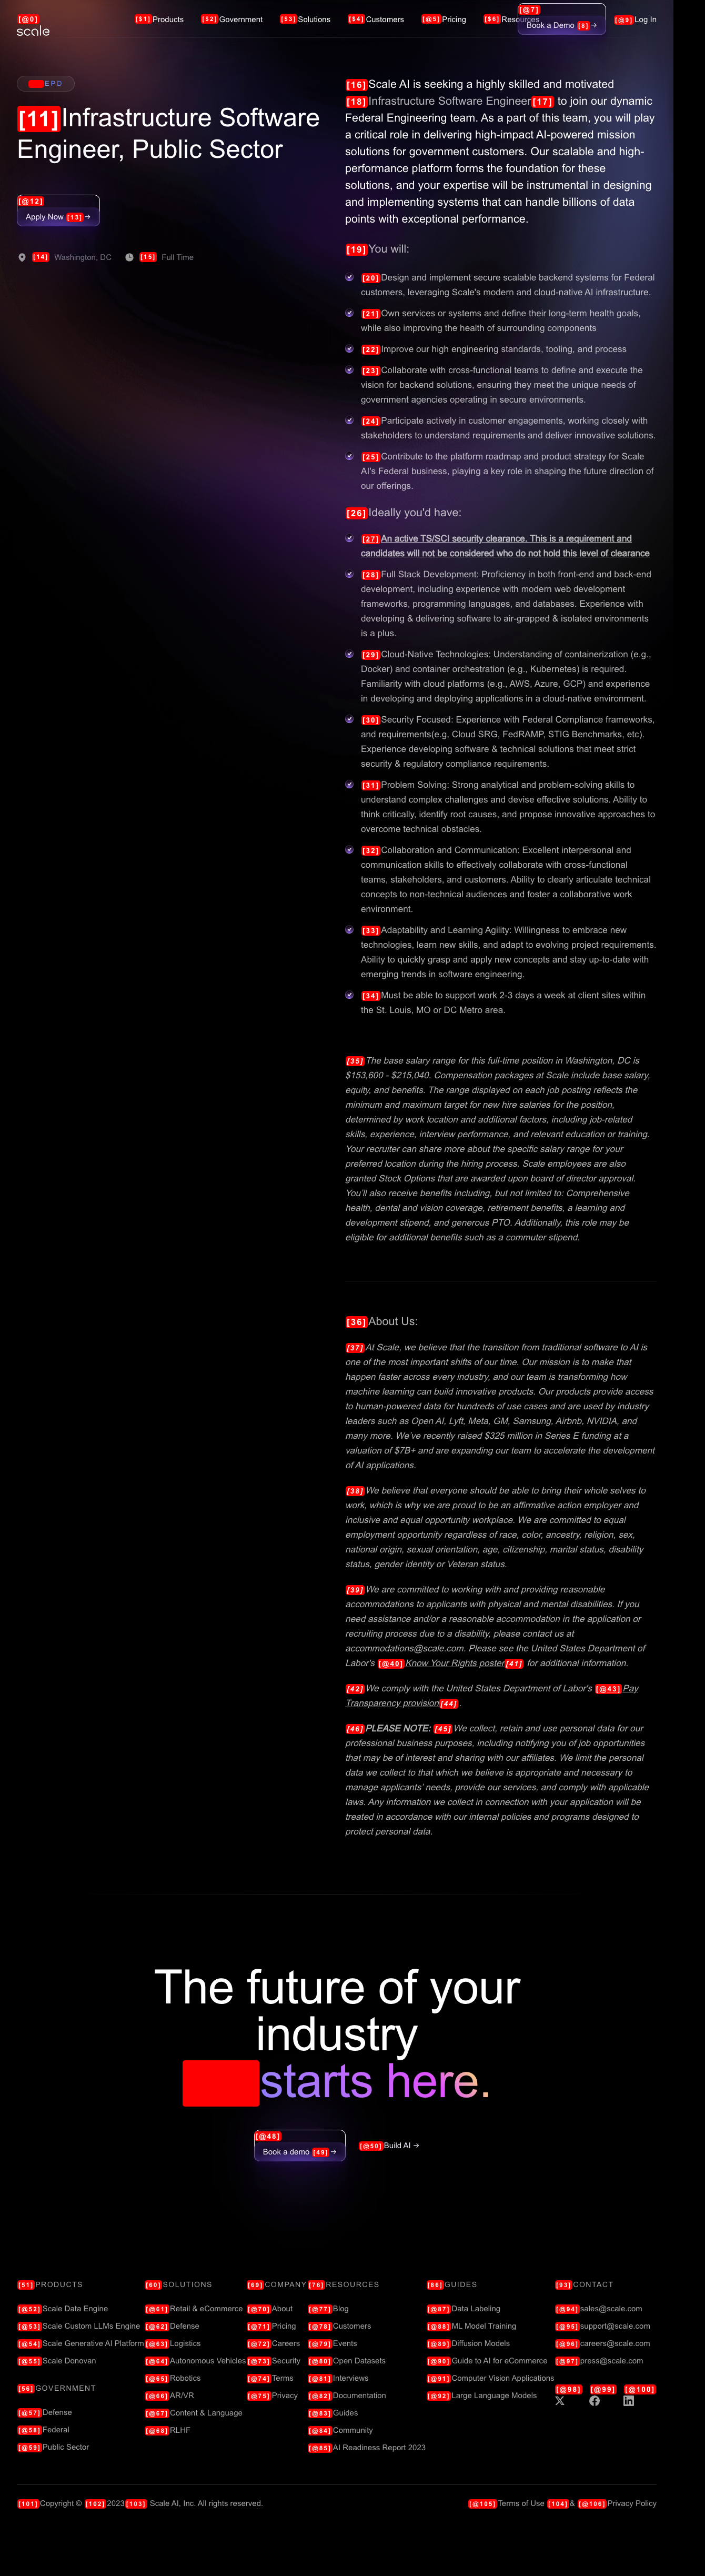 [@0]
scale
[$1] Products [$2] Government [$3] Solutions [$4] Customers [@5] Pricing [$6] Resources
[@7]
Book a Demo [8] →
[@9] Log In
EPD
[11]Infrastructure Software
Engineer, Public Sector
[@12]
Apply Now [13] →
[14] Washington, DC [15] Full Time
[16]Scale AI is seeking a highly skilled and motivated
[18]Infrastructure Software Engineer[17] to join our dynamic
Federal Engineering team. As a part of this team, you will play
a critical role in delivering high-impact AI-powered mission
solutions for government customers. Our scalable and high-
performance platform forms the foundation for these
solutions, and your expertise will be instrumental in designing
and implementing systems that can handle billions of data
points with exceptional performance.
[19]You will:
[20]Design and implement secure scalable backend systems for Federal
customers, leveraging Scale's modern and cloud-native AI infrastructure.
[21]Own services or systems and define their long-term health goals,
while also improving the health of surrounding components
[22]Improve our high engineering standards, tooling, and process
[23]Collaborate with cross-functional teams to define and execute the
vision for backend solutions, ensuring they meet the unique needs of
government agencies operating in secure environments.
[24]Participate actively in customer engagements, working closely with
stakeholders to understand requirements and deliver innovative solutions.
[25]Contribute to the platform roadmap and product strategy for Scale
AI's Federal business, playing a key role in shaping the future direction of
our offerings.
[26]Ideally you'd have:
[27]An active TS/SCI security clearance. This is a requirement and
candidates will not be considered who do not hold this level of clearance
[28]Full Stack Development: Proficiency in both front-end and back-end
development, including experience with modern web development
frameworks, programming languages, and databases. Experience with
developing & delivering software to air-grapped & isolated environments
is a plus.
[29]Cloud-Native Technologies: Understanding of containerization (e.g.,
Docker) and container orchestration (e.g., Kubernetes) is required.
Familiarity with cloud platforms (e.g., AWS, Azure, GCP) and experience
in developing and deploying applications in a cloud-native environment.
[30]Security Focused: Experience with Federal Compliance frameworks,
and requirements(e.g, Cloud SRG, FedRAMP, STIG Benchmarks, etc).
Experience developing software & technical solutions that meet strict
security & regulatory compliance requirements.
[31]Problem Solving: Strong analytical and problem-solving skills to
understand complex challenges and devise effective solutions. Ability to
think critically, identify root causes, and propose innovative approaches to
overcome technical obstacles.
[32]Collaboration and Communication: Excellent interpersonal and
communication skills to effectively collaborate with cross-functional
teams, stakeholders, and customers. Ability to clearly articulate technical
concepts to non-technical audiences and foster a collaborative work
environment.
[33]Adaptability and Learning Agility: Willingness to embrace new
technologies, learn new skills, and adapt to evolving project requirements.
Ability to quickly grasp and apply new concepts and stay up-to-date with
emerging trends in software engineering.
[34]Must be able to support work 2-3 days a week at client sites within
the St. Louis, MO or DC Metro area.
[35]The base salary range for this full-time position in Washington, DC is
$153,600 - $215,040. Compensation packages at Scale include base salary,
equity, and benefits. The range displayed on each job posting reflects the
minimum and maximum target for new hire salaries for the position,
determined by work location and additional factors, including job-related
skills, experience, interview performance, and relevant education or training.
Your recruiter can share more about the specific salary range for your
preferred location during the hiring process. Scale employees are also
granted Stock Options that are awarded upon board of director approval.
You'll also receive benefits including, but not limited to: Comprehensive
health, dental and vision coverage, retirement benefits, a learning and
development stipend, and generous PTO. Additionally, this role may be
eligible for additional benefits such as a commuter stipend.
[36]About Us:
[37]At Scale, we believe that the transition from traditional software to AI is
one of the most important shifts of our time. Our mission is to make that
happen faster across every industry, and our team is transforming how
machine learning can build innovative products. Our products provide access
to human-powered data for hundreds of use cases and are used by industry
leaders such as Open AI, Lyft, Meta, GM, Samsung, Airbnb, NVIDIA, and
many more. We've recently raised $325 million in Series E funding at a
valuation of $7B+ and are expanding our team to accelerate the development
of AI applications.
[38]We believe that everyone should be able to bring their whole selves to
work, which is why we are proud to be an affirmative action employer and
inclusive and equal opportunity workplace. We are committed to equal
employment opportunity regardless of race, color, ancestry, religion, sex,
national origin, sexual orientation, age, citizenship, marital status, disability
status, gender identity or Veteran status.
[39]We are committed to working with and providing reasonable
accommodations to applicants with physical and mental disabilities. If you
need assistance and/or a reasonable accommodation in the application or
recruiting process due to a disability, please contact us at
accommodations@scale.com. Please see the United States Department of
Labor's [@40]Know Your Rights poster[41] for additional information.
[42]We comply with the United States Department of Labor's [@43]Pay
Transparency provision[44].
[46]PLEASE NOTE: [45]We collect, retain and use personal data for our
professional business purposes, including notifying you of job opportunities
that may be of interest and sharing with our affiliates. We limit the personal
data we collect to that which we believe is appropriate and necessary to
manage applicants' needs, provide our services, and comply with applicable
laws. Any information we collect in connection with your application will be
treated in accordance with our internal policies and programs designed to
protect personal data.
The future of your
industry
starts here.
[@48]
Book a demo [49] →
[@50]Build AI →
[51]PRODUCTS
[@52]Scale Data Engine
[@53]Scale Custom LLMs Engine
[@54]Scale Generative AI Platform
[@55]Scale Donovan
[56]GOVERNMENT
[@57]Defense
[@58]Federal
[@59]Public Sector
[60]SOLUTIONS
[@61]Retail & eCommerce
[@62]Defense
[@63]Logistics
[@64]Autonomous Vehicles
[@65]Robotics
[@66]AR/VR
[@67]Content & Language
[@68]RLHF
[69]COMPANY
[@70]About
[@71]Pricing
[@72]Careers
[@73]Security
[@74]Terms
[@75]Privacy
[76]RESOURCES
[@77]Blog
[@78]Customers
[@79]Events
[@80]Open Datasets
[@81]Interviews
[@82]Documentation
[@83]Guides
[@84]Community
[@85]AI Readiness Report 2023
[86]GUIDES
[@87]Data Labeling
[@88]ML Model Training
[@89]Diffusion Models
[@90]Guide to AI for eCommerce
[@91]Computer Vision Applications
[@92]Large Language Models
[93]CONTACT
[@94]sales@scale.com
[@95]support@scale.com
[@96]careers@scale.com
[@97]press@scale.com
[@98] [@99] [@100]
[101]Copyright © [102]2023[103] Scale AI, Inc. All rights reserved.
[@105]Terms of Use [104]& [@106]Privacy Policy